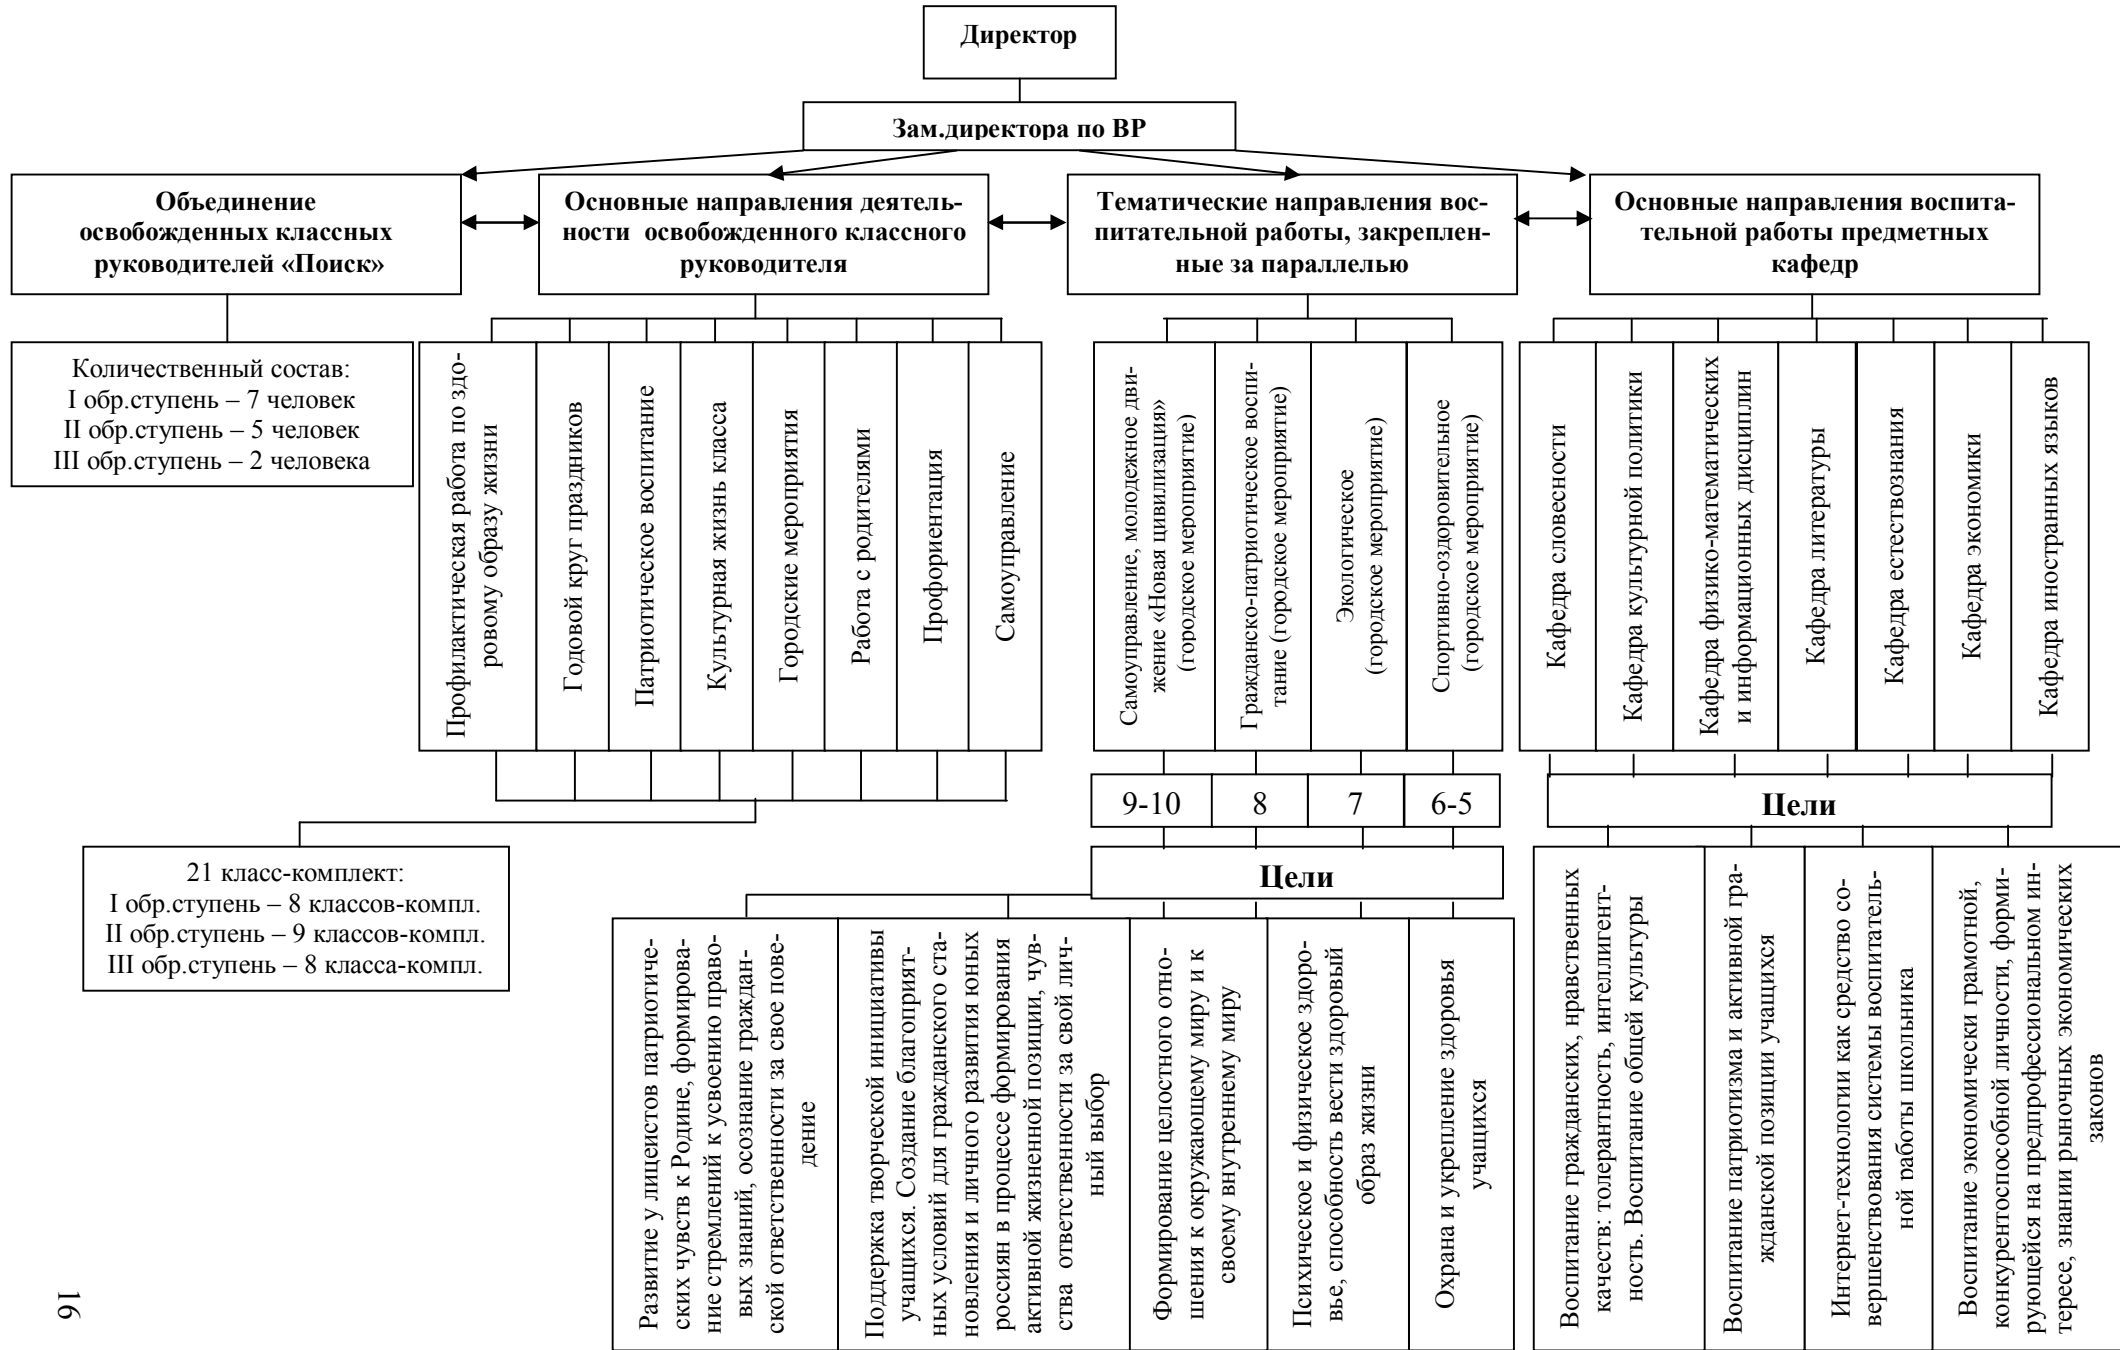 Директор
Зам.директора по ВР
Объединение
освобожденных классных
руководителей «Поиск»
Основные направления деятель-
ности освобожденного классного
руководителя
Тематические направления вос-
питательной работы, закреплен-
ные за параллелью
Основные направления воспита-
тельной работы предметных
кафедр
Количественный состав:
I обр.ступень – 7 человек
II обр.ступень – 5 человек
III обр.ступень – 2 человека
Профилактическая работа по здо-
ровому образу жизни
Годовой круг праздников
Патриотическое воспитание
Культурная жизнь класса
Городские мероприятия
Работа с родителями
Профориентация
Самоуправление
Самоуправление, молодежное дви-
жение «Новая цивилизация»
(городское мероприятие)
Гражданско-патриотическое воспи-
тание (городское мероприятие)
Экологическое
(городское мероприятие)
Спортивно-оздоровительное
(городское мероприятие)
Кафедра словесности
Кафедра культурной политики
Кафедра физико-математических
и информационных дисциплин
Кафедра литературы
Кафедра естествознания
Кафедра экономики
Кафедра иностранных языков
9-10
8
7
6-5
Цели
Цели
21 класс-комплект:
I обр.ступень – 8 классов-компл.
II обр.ступень – 9 классов-компл.
III обр.ступень – 8 класса-компл.
Развитие у лицеистов патриотиче-
ских чувств к Родине, формирова-
ние стремлений к усвоению право-
вых знаний, осознание граждан-
ской ответственности за свое пове-
дение
Поддержка творческой инициативы
учащихся. Создание благоприят-
ных условий для гражданского ста-
новления и личного развития юных
россиян в процессе формирования
активной жизненной позиции, чув-
ства ответственности за свой лич-
ный выбор
Формирование целостного отно-
шения к окружающему миру и к
своему внутреннему миру
Психическое и физическое здоро-
вье, способность вести здоровый
образ жизни
Охрана и укрепление здоровья
учащихся
Воспитание гражданских, нравственных
качеств: толерантность, интеллигент-
ность. Воспитание общей культуры
Воспитание патриотизма и активной гра-
жданской позиции учащихся
Интернет-технологии как средство со-
вершенствования системы воспитатель-
ной работы школьника
Воспитание экономически грамотной,
конкурентоспособной личности, форми-
рующейся на предпрофессиональном ин-
тересе, знании рыночных экономических
законов
16